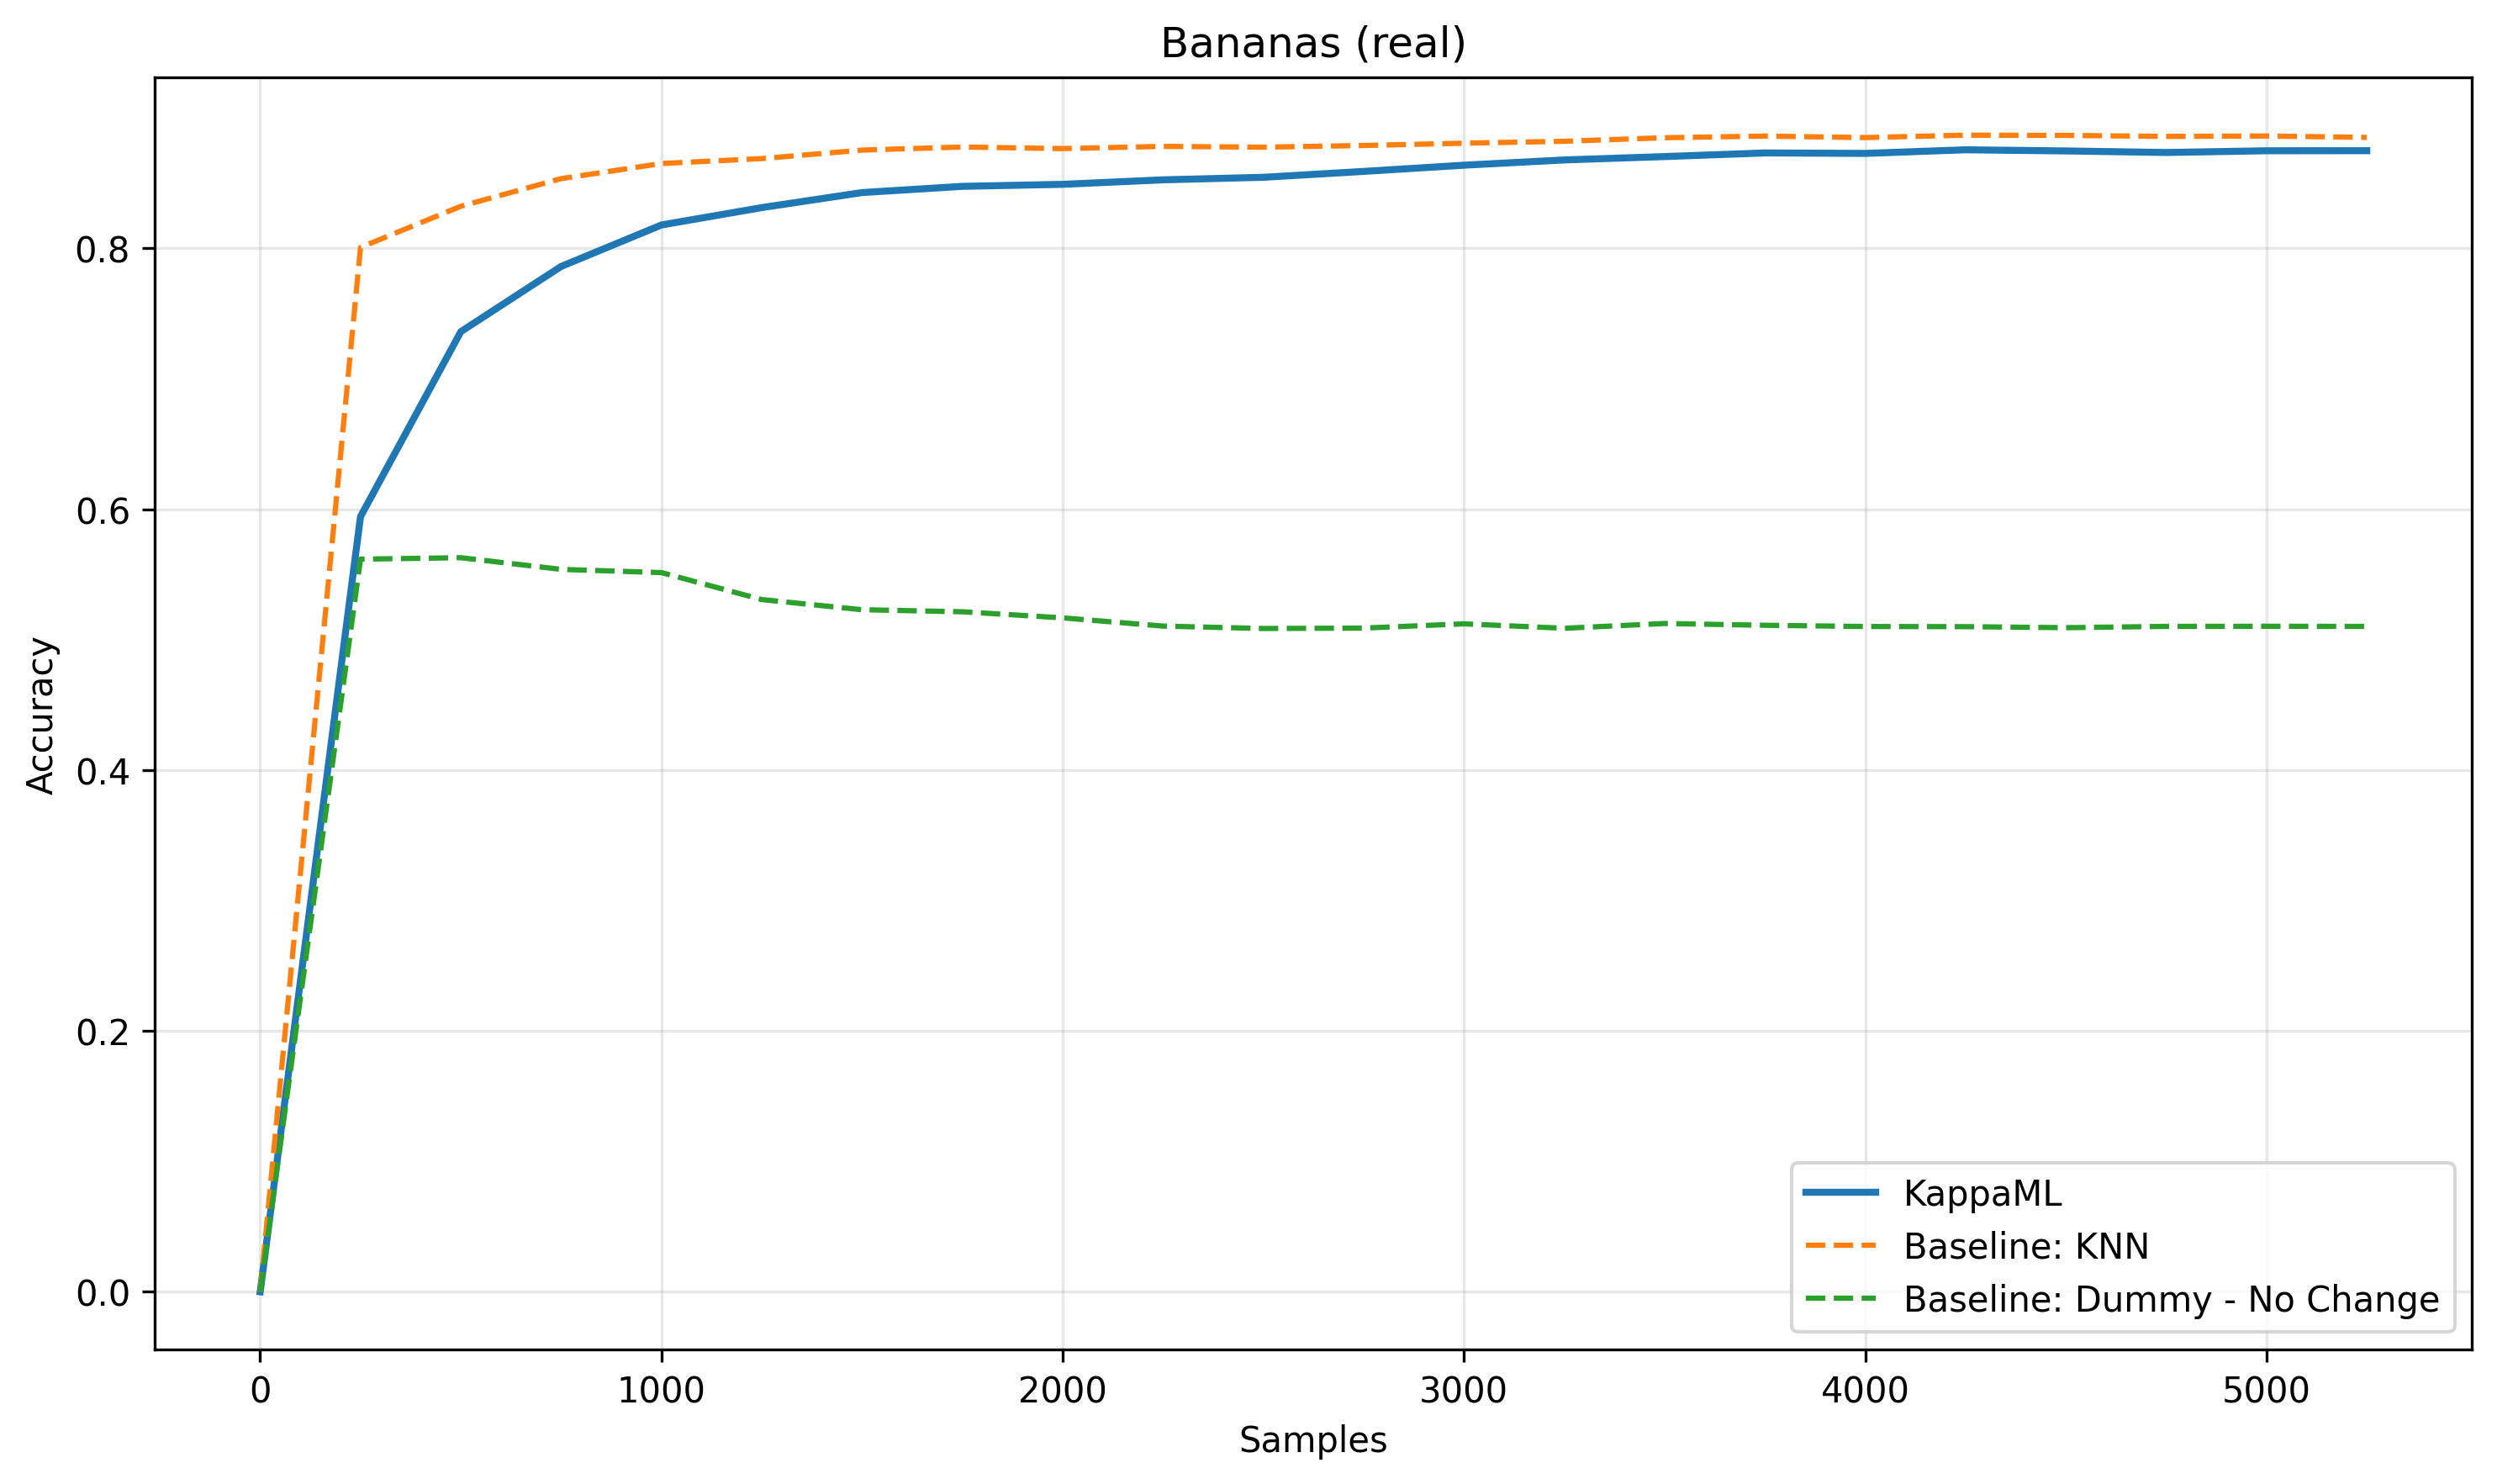 Bananas (real)
Accuracy
0.8
0.6
0.4
0.2
0.0
0 1000 2000 3000 4000 5000
Samples
KappaML
Baseline: KNN
Baseline: Dummy - No Change